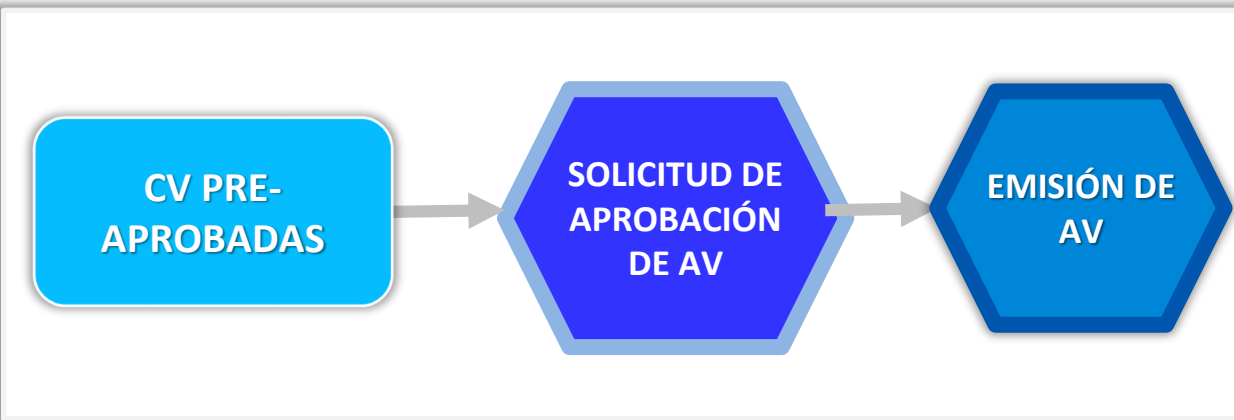 CV PRE-
APROBADAS
SOLICITUD DE
APROBACIÓN
DE AV
EMISIÓN DE
AV